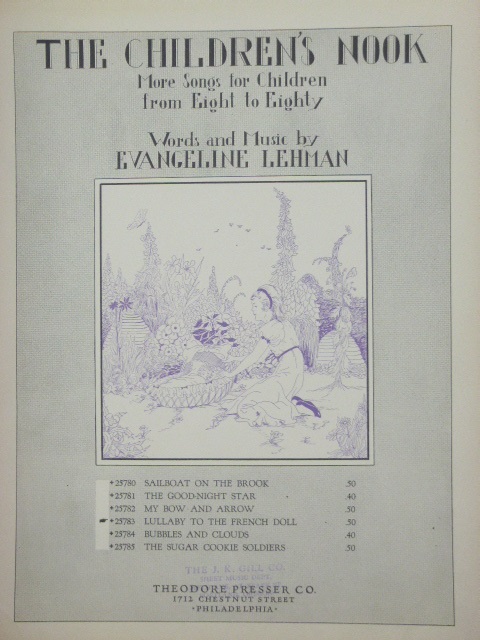 THE CHILDREN'S NOOK
More Songs for Children
from Eight to Eighty
Words and Music by
EVANGELINE LEHMAN
*25780 SAILBOAT ON THE BROOK .50
*25781 THE GOOD-NIGHT STAR .40
*25782 MY BOW AND ARROW .50
*25783 LULLABY TO THE FRENCH DOLL .50
*25784 BUBBLES AND CLOUDS .40
*25785 THE SUGAR COOKIE SOLDIERS .50
THE J. K. GILL CO.
SHEET MUSIC DEPT.
THEODORE PRESSER CO.
1712 CHESTNUT STREET
•PHILADELPHIA•